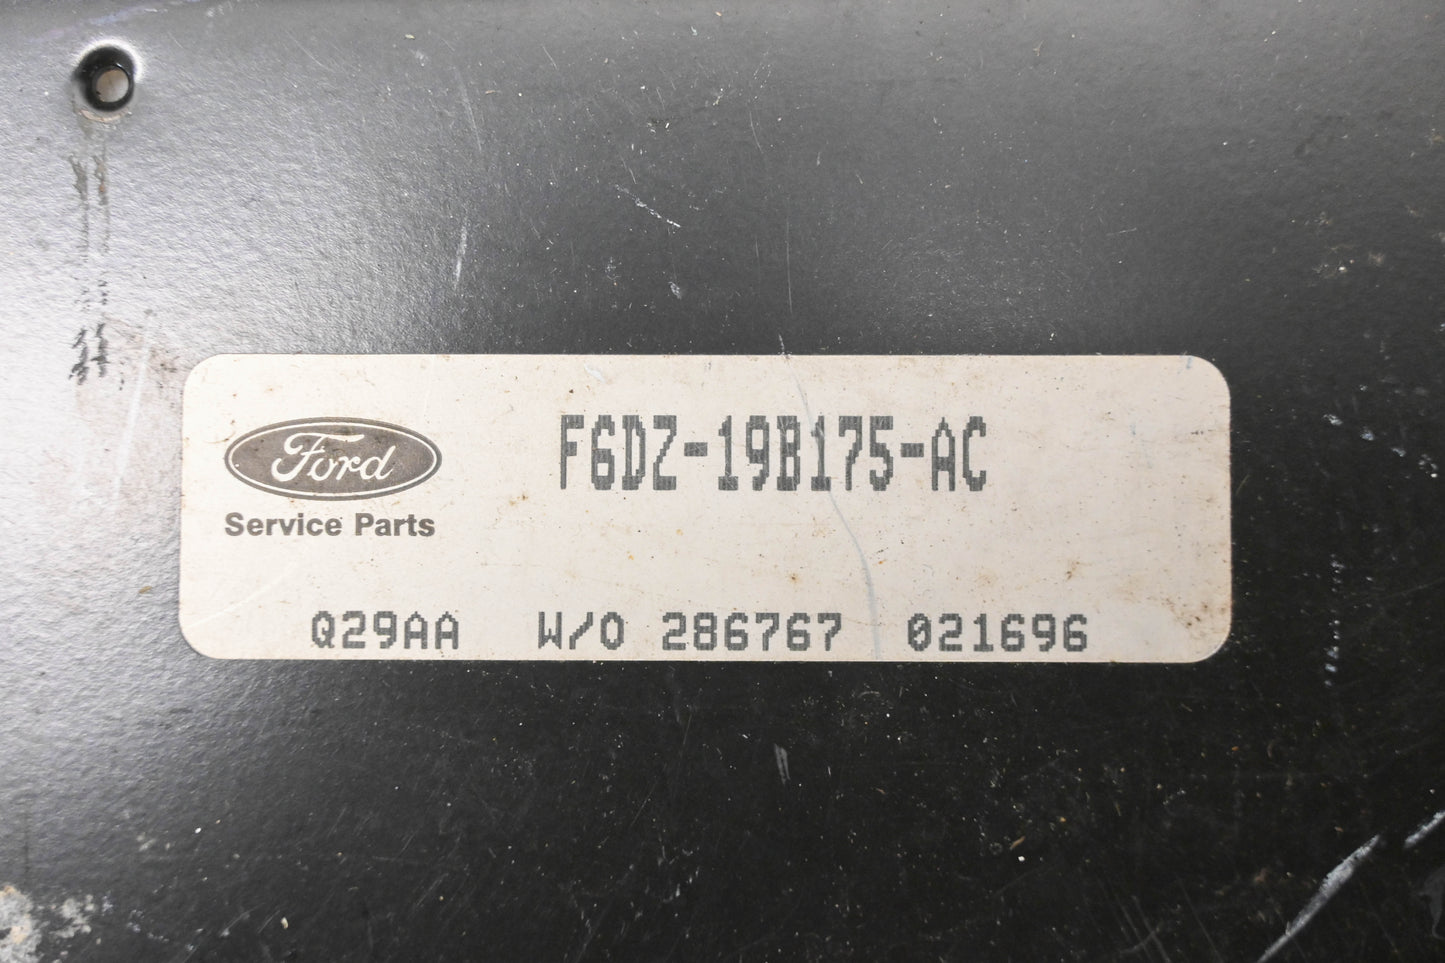 Ford F6DZ-19B175-AC
Service Parts
Q29AA W/O 286767 021696